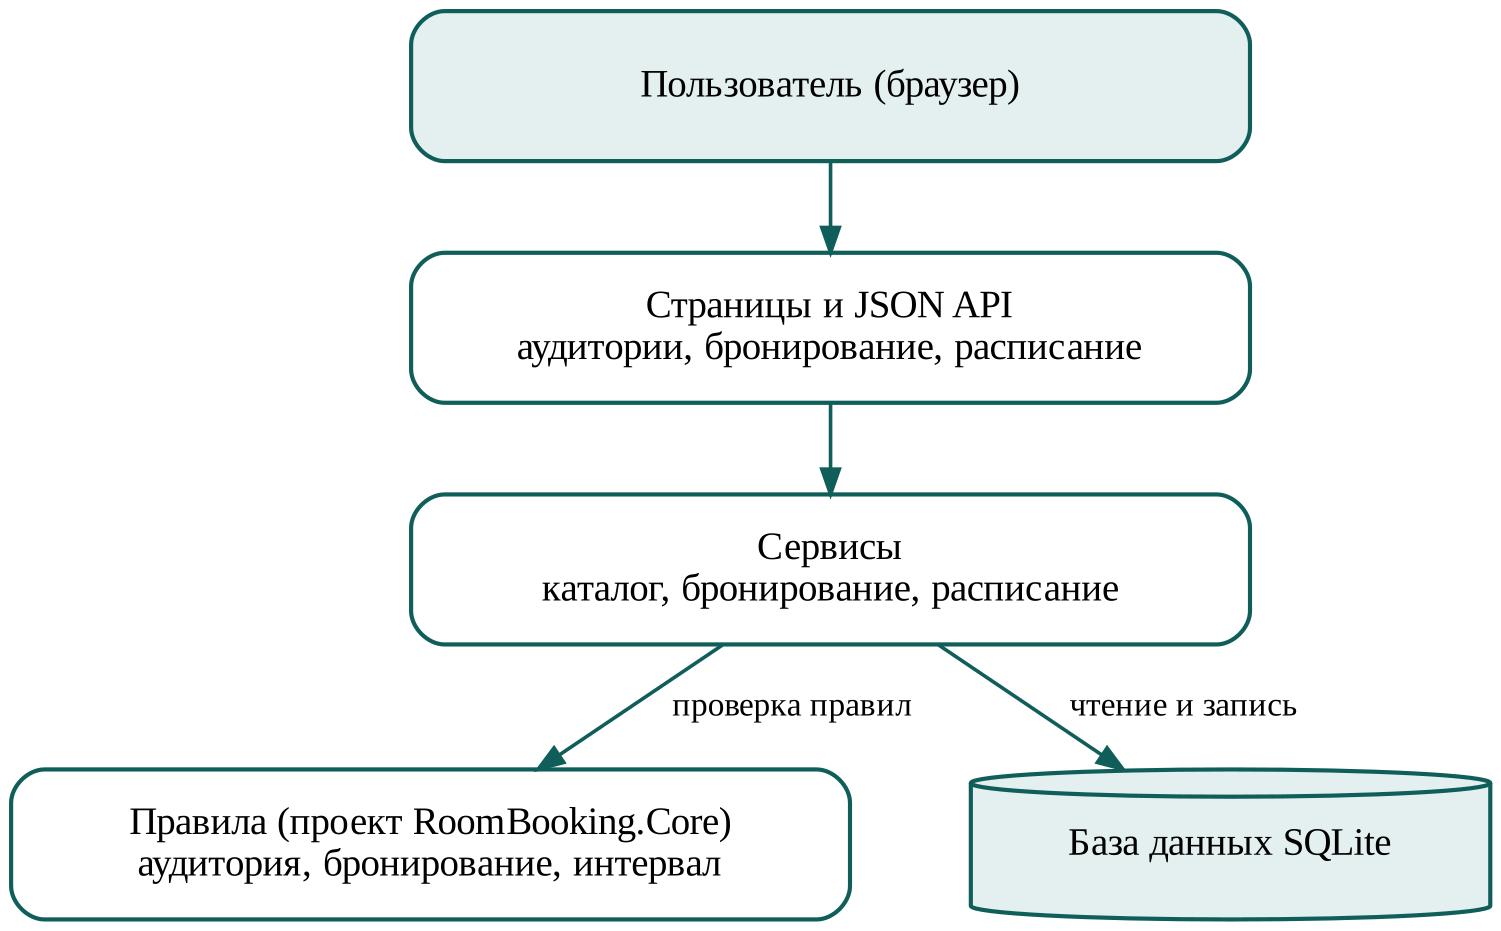 Пользователь (браузер)
Страницы и JSON API
аудитории, бронирование, расписание
Сервисы
каталог, бронирование, расписание
проверка правил
чтение и запись
Правила (проект RoomBooking.Core)
аудитория, бронирование, интервал
База данных SQLite